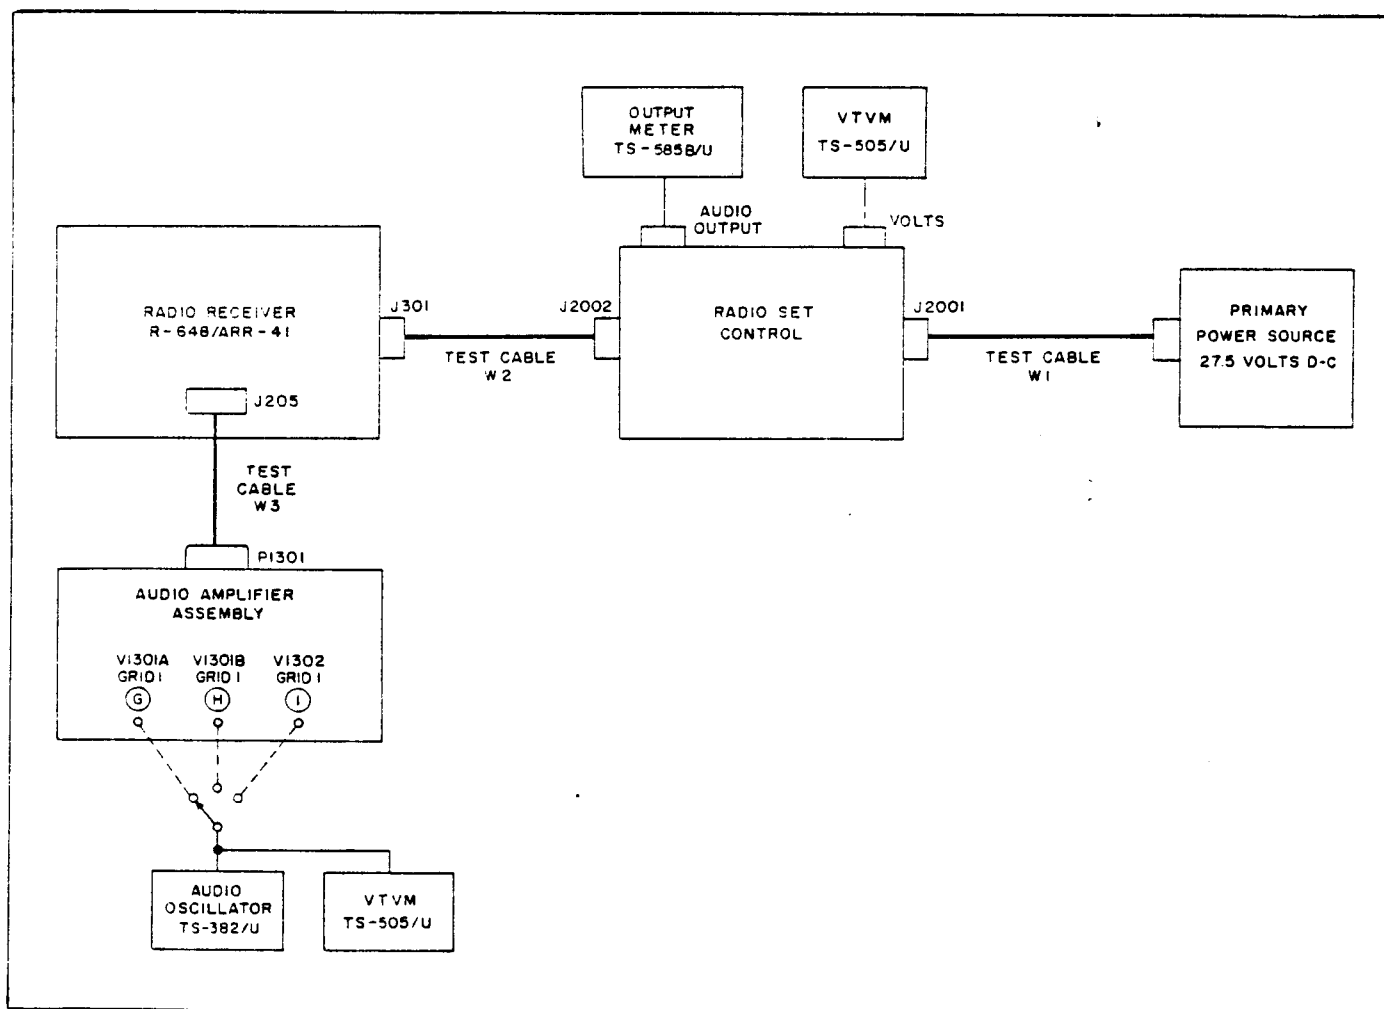 OUTPUT
METER
TS-585B/U
VTVM
TS-505/U
AUDIO
OUTPUT
VOLTS
RADIO RECEIVER
R-648/ARR-41
J301
J2002
RADIO SET
CONTROL
J2001
PRIMARY
POWER SOURCE
27.5 VOLTS D-C
TEST CABLE
W2
TEST CABLE
W1
J205
TEST
CABLE
W3
P1301
AUDIO AMPLIFIER
ASSEMBLY
V1301A
GRID 1
V1301B
GRID 1
V1302
GRID 1
G
H
I
AUDIO
OSCILLATOR
TS-382/U
VTVM
TS-505/U